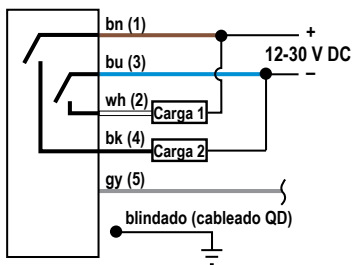 bn (1)
+
12-30 V DC
bu (3)
–
wh (2)
Carga 1
bk (4)
Carga 2
gy (5)
blindado (cableado QD)